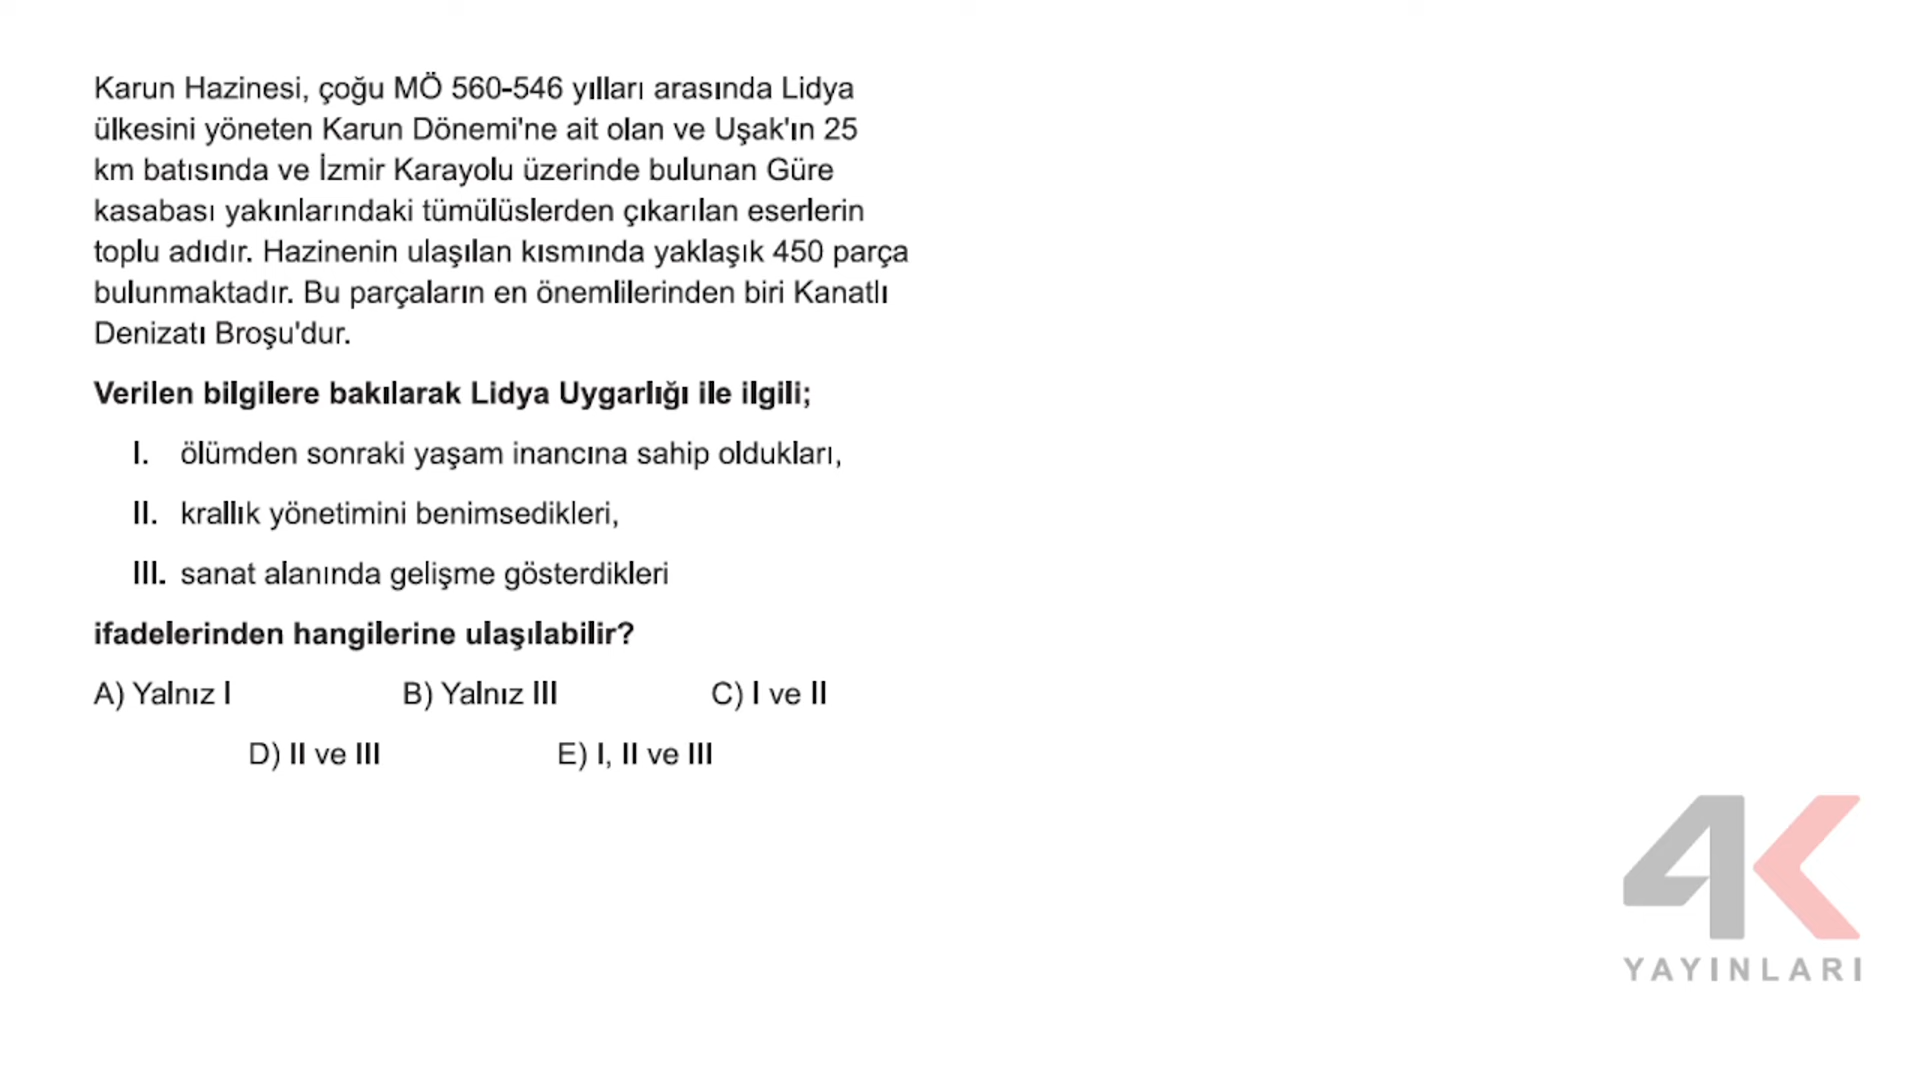 Karun Hazinesi, çoğu MÖ 560-546 yılları arasında Lidya
ülkesini yöneten Karun Dönemi'ne ait olan ve Uşak'ın 25
km batısında ve İzmir Karayolu üzerinde bulunan Güre
kasabası yakınlarındaki tümülüslerden çıkarılan eserlerin
toplu adıdır. Hazinenin ulaşılan kısmında yaklaşık 450 parça
bulunmaktadır. Bu parçaların en önemlilerinden biri Kanatlı
Denizatı Broşu'dur.
Verilen bilgilere bakılarak Lidya Uygarlığı ile ilgili;
I. ölümden sonraki yaşam inancına sahip oldukları,
II. krallık yönetimini benimsedikleri,
III. sanat alanında gelişme gösterdikleri
ifadelerinden hangilerine ulaşılabilir?
A) Yalnız I B) Yalnız III C) I ve II
D) II ve III E) I, II ve III
4K
YAYINLARI